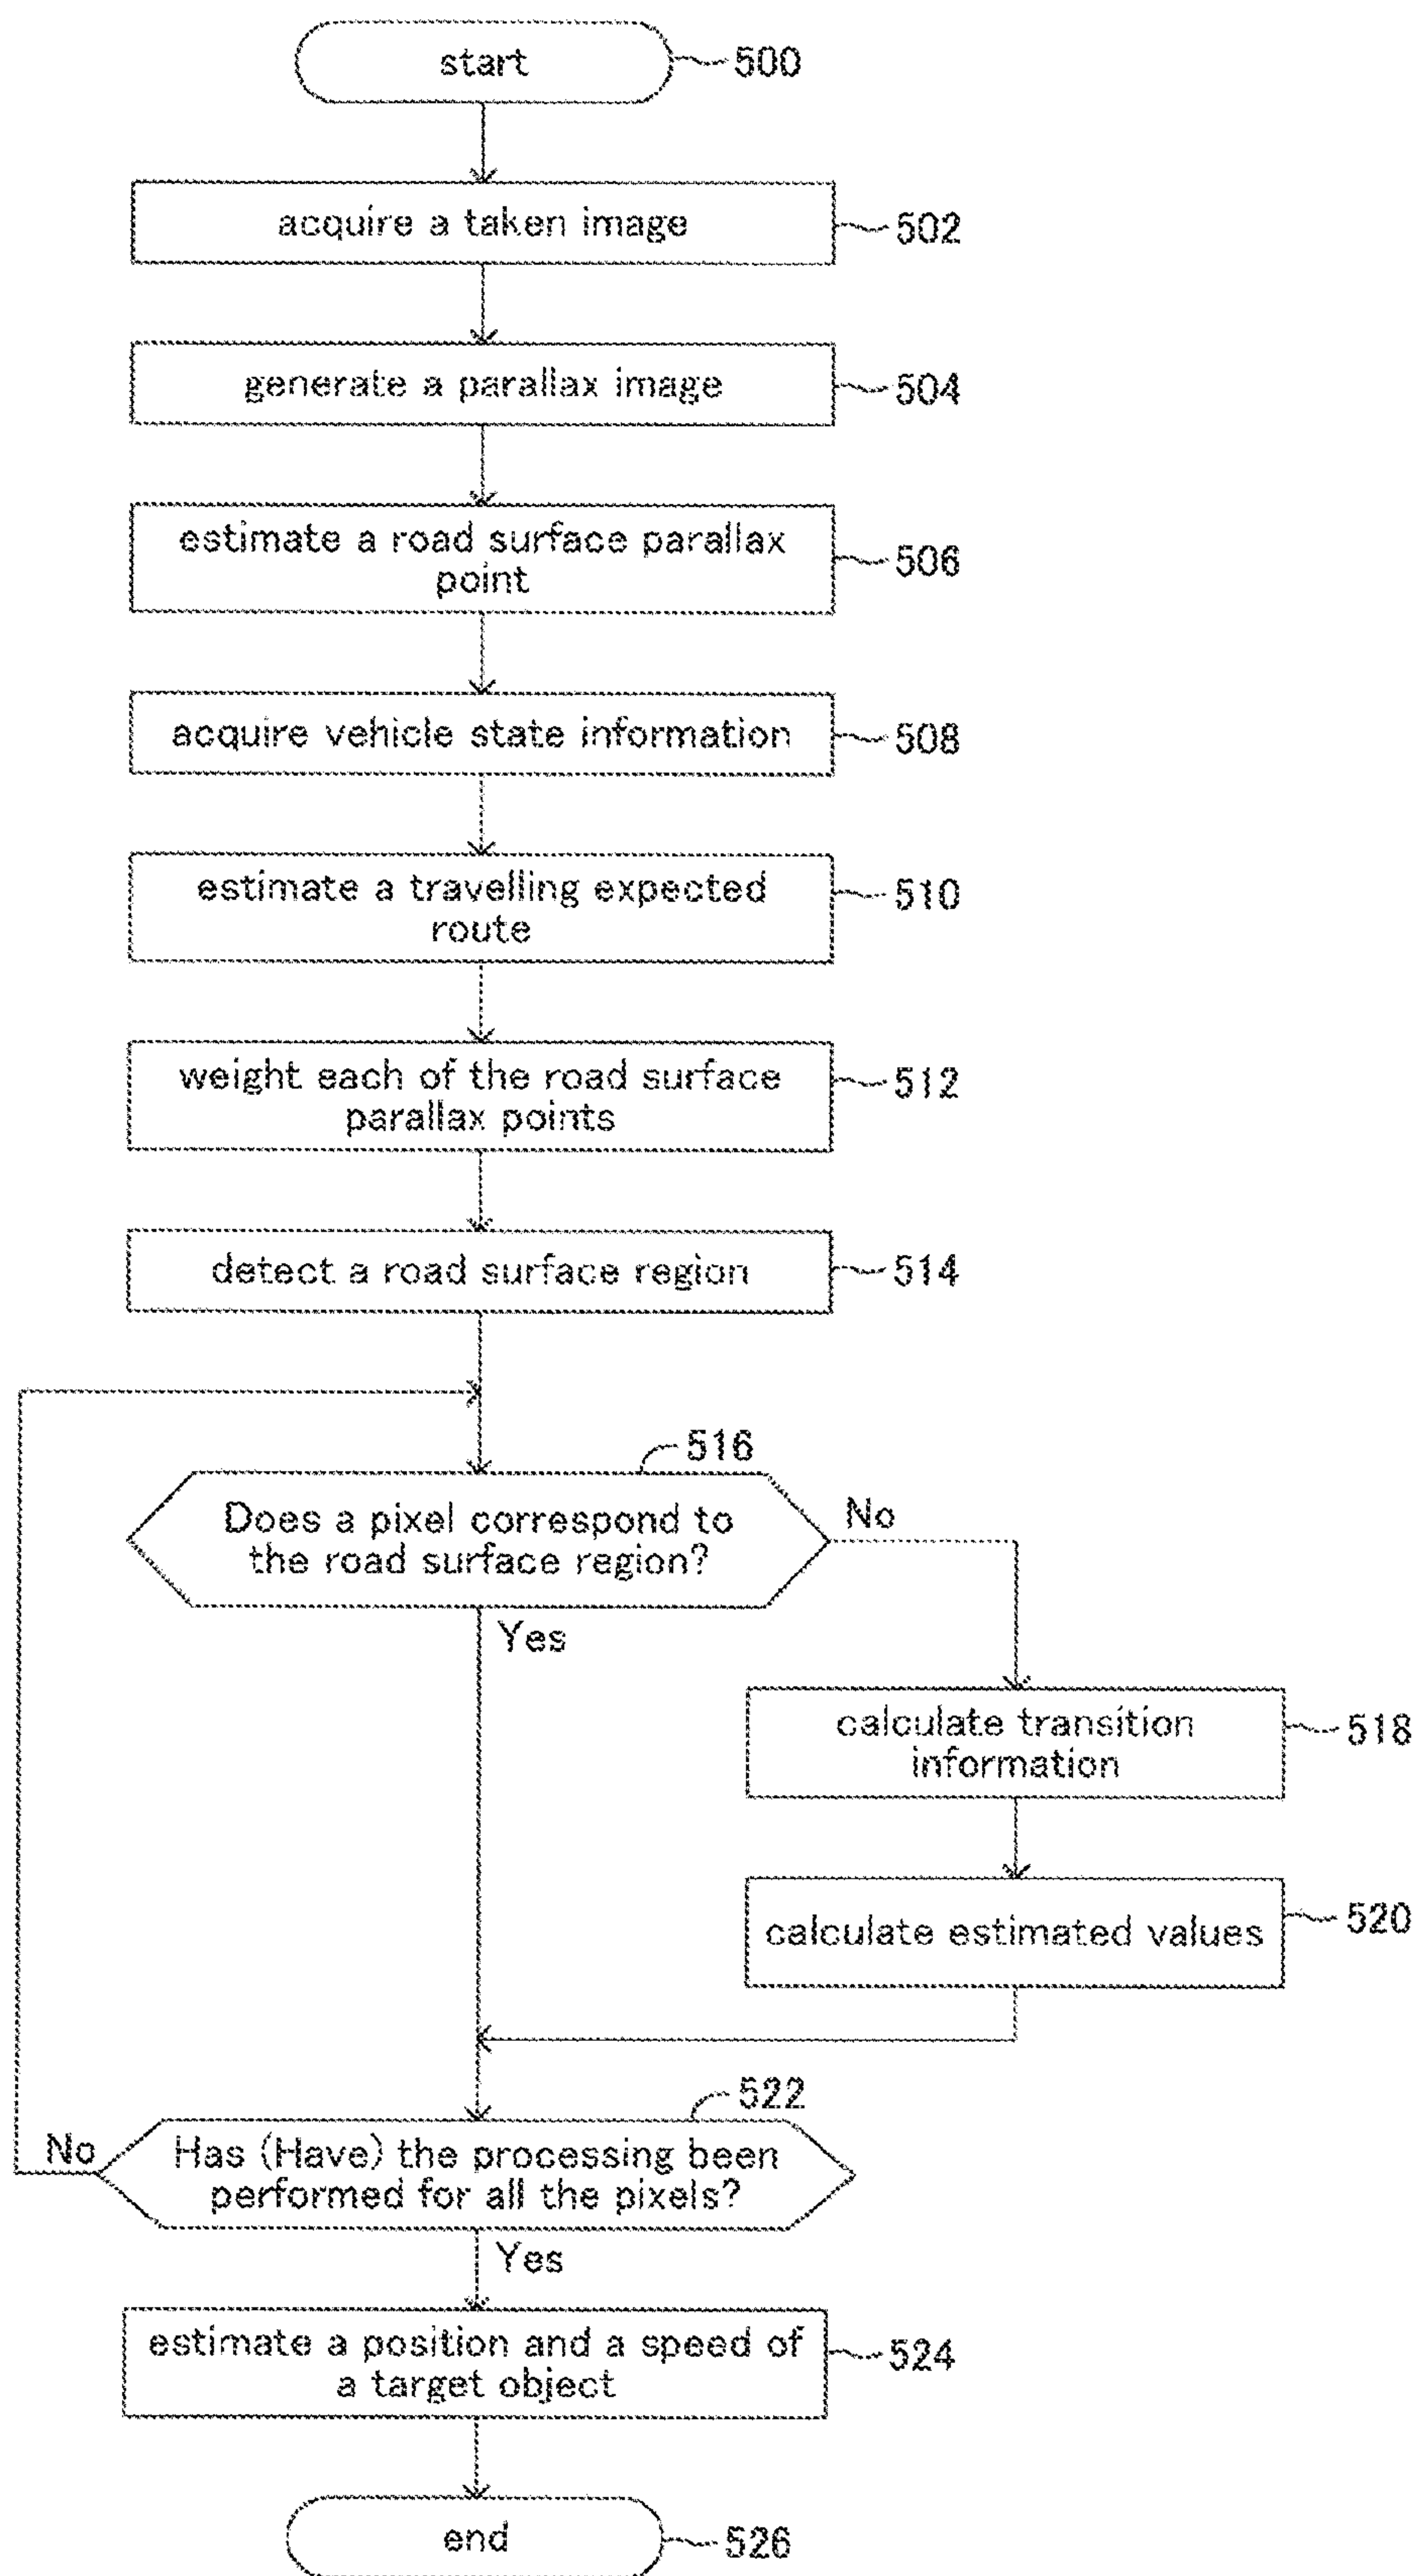 start
500
acquire a taken image
502
generate a parallax image
504
estimate a road surface parallax
point
506
acquire vehicle state information
508
estimate a travelling expected
route
510
weight each of the road surface
parallax points
512
detect a road surface region
514
516
Does a pixel correspond to
the road surface region?
No
Yes
calculate transition
information
518
calculate estimated values
520
522
No
Has (Have) the processing been
performed for all the pixels?
Yes
estimate a position and a speed of
a target object
524
end
526